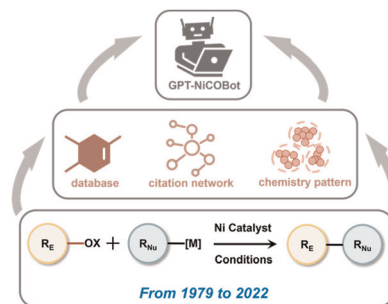 GPT-NiCOBot
database citation network chemistry pattern
R_E OX + R_Nu [M] Ni Catalyst Conditions R_E R_Nu
From 1979 to 2022